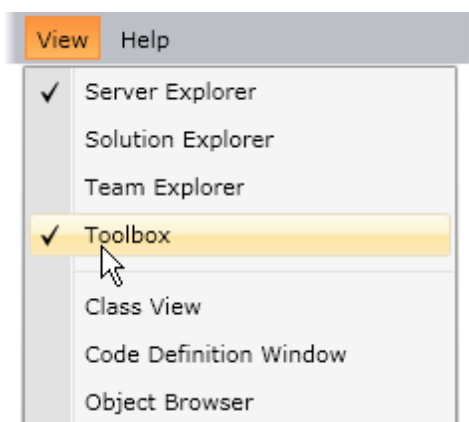 View Help
Server Explorer
Solution Explorer
Team Explorer
Toolbox
Class View
Code Definition Window
Object Browser